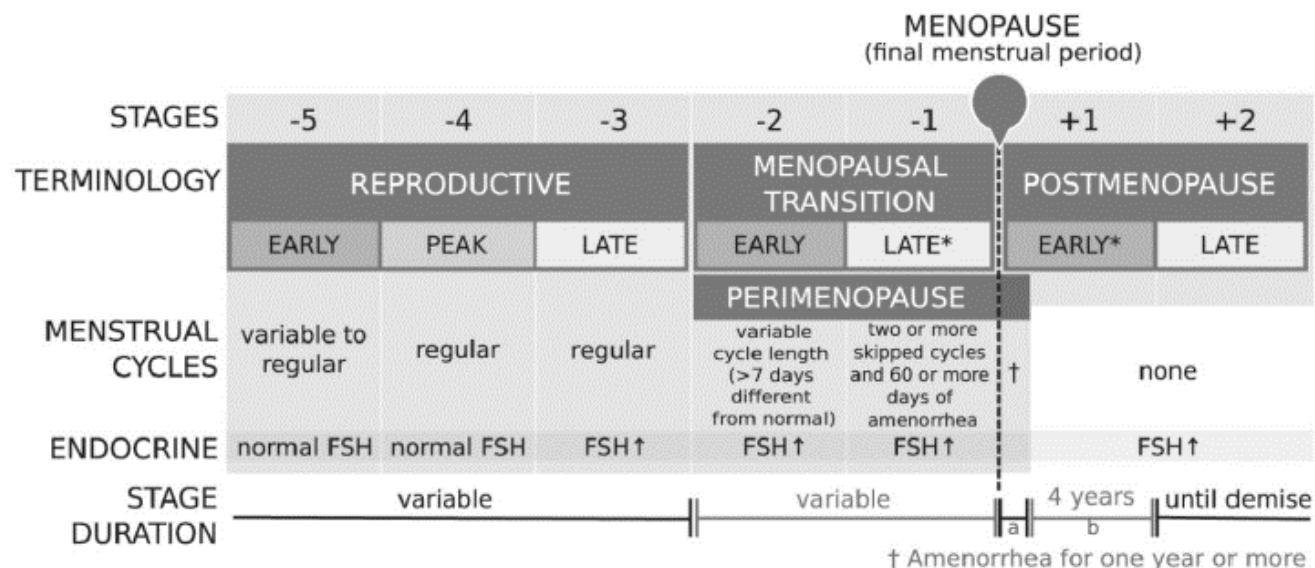 MENOPAUSE
(final menstrual period)
STAGES -5 -4 -3 -2 -1 +1 +2
TERMINOLOGY REPRODUCTIVE MENOPAUSAL TRANSITION POSTMENOPAUSE
EARLY PEAK LATE EARLY LATE* EARLY* LATE
PERIMENOPAUSE
MENSTRUAL CYCLES
variable to regular
regular
regular
variable
cycle length
(>7 days
different
from normal)
two or more
skipped cycles
and 60 or more
days of
amenorrhea
†
none
ENDOCRINE normal FSH normal FSH FSH↑ FSH↑ FSH↑ FSH↑
STAGE DURATION
variable
variable
a
4 years
b
until demise
† Amenorrhea for one year or more